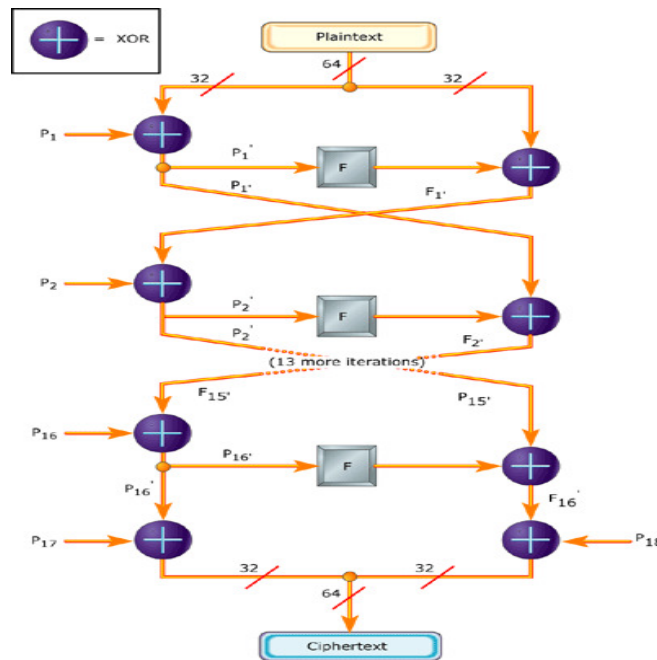 = XOR
Plaintext
64
32
32
P₁
P₁'
F
P₁'
F₁'
P₂
P₂'
F
P₂'
F₂'
(13 more iterations)
F₁₅'
P₁₅'
P₁₆
P₁₆'
F
P₁₆'
F₁₆'
P₁₇
P₁₈
32
32
64
Ciphertext